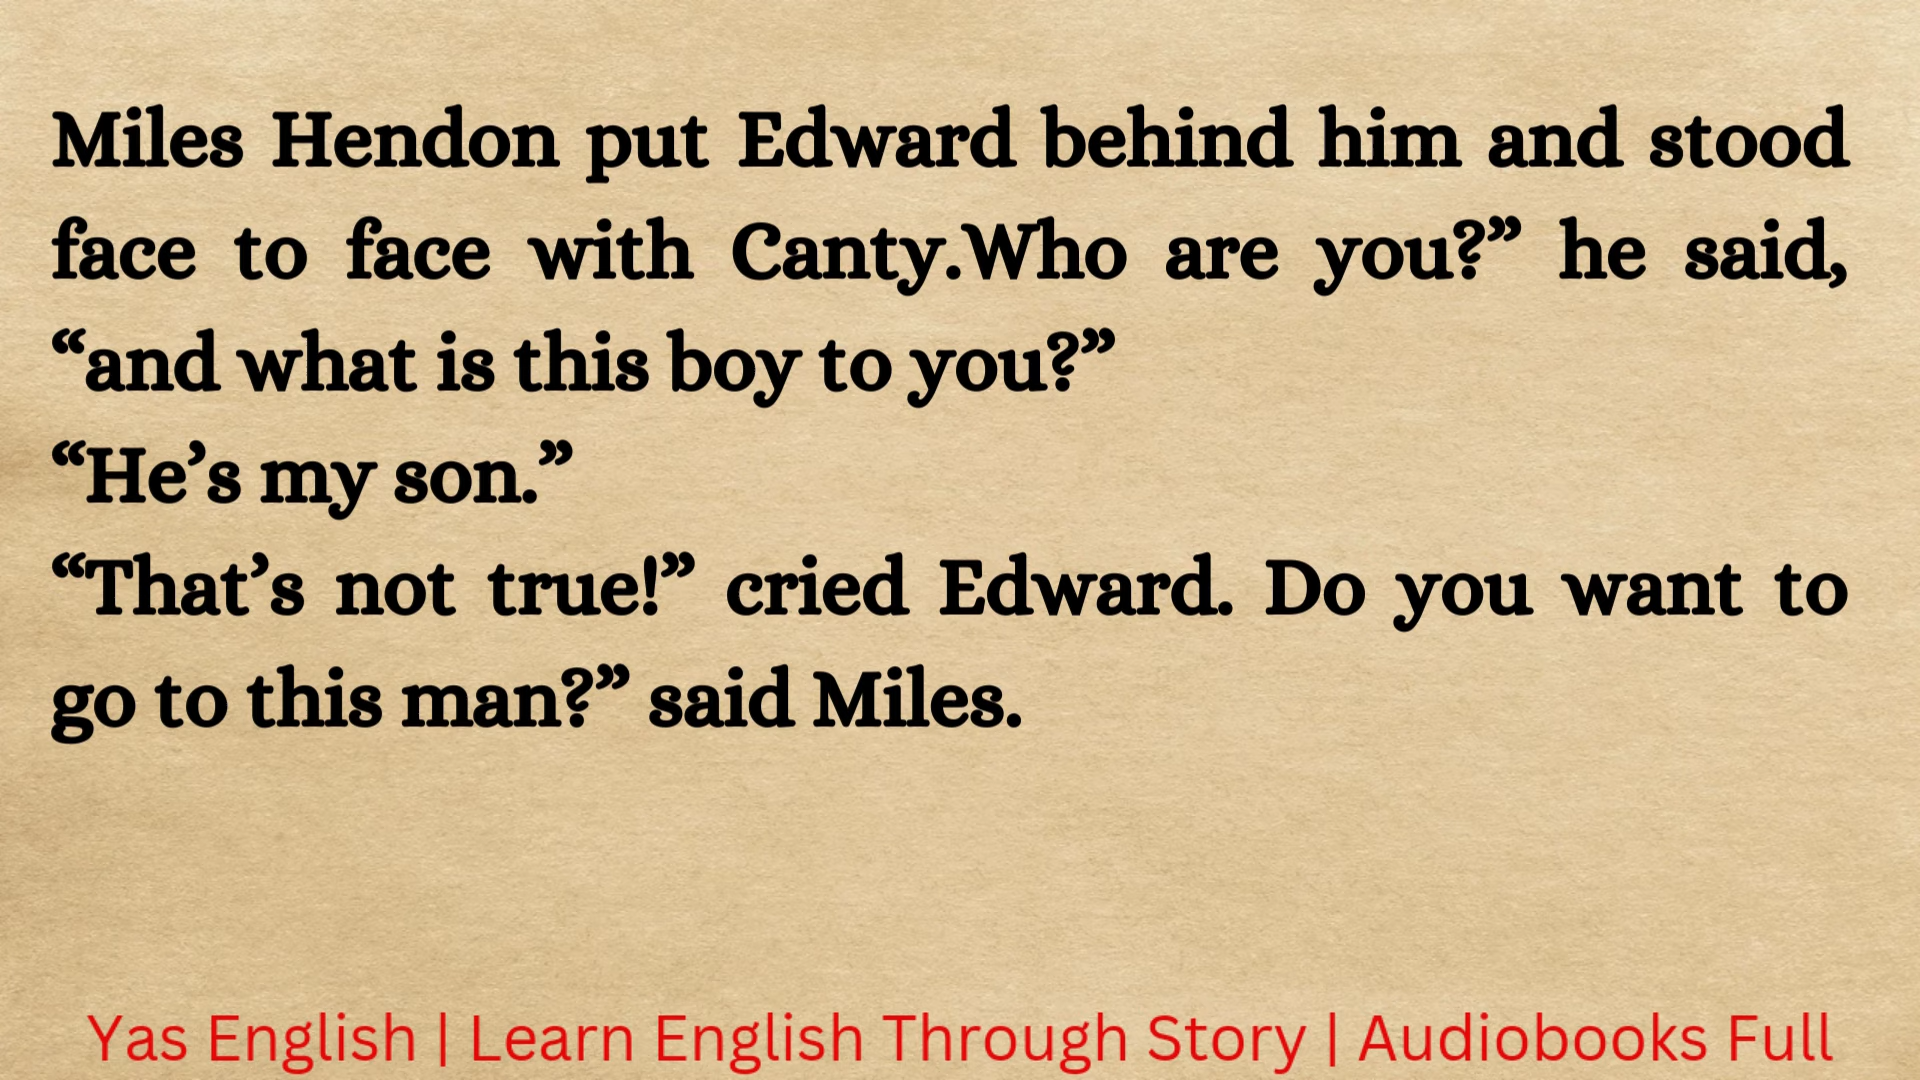 Miles Hendon put Edward behind him and stood
face to face with Canty.Who are you?” he said,
“and what is this boy to you?”
“He’s my son.”
“That’s not true!” cried Edward. Do you want to
go to this man?” said Miles.
Yas English | Learn English Through Story | Audiobooks Full